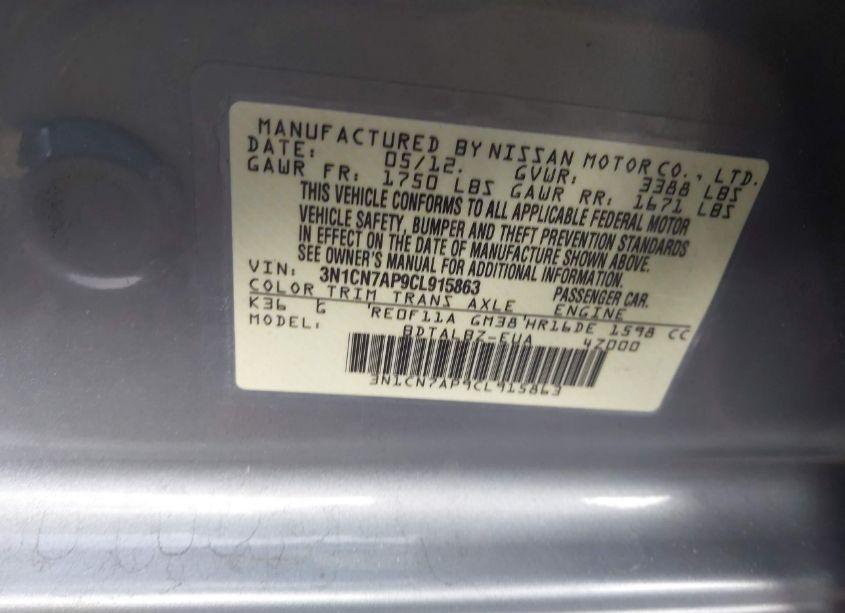 MANUFACTURED BY NISSAN MOTOR CO., LTD.
DATE: 05/12. GVWR: 3388 LBS
GAWR FR: 1750 LBS GAWR RR: 1671 LBS
THIS VEHICLE CONFORMS TO ALL APPLICABLE FEDERAL MOTOR
VEHICLE SAFETY, BUMPER AND THEFT PREVENTION STANDARDS
IN EFFECT ON THE DATE OF MANUFACTURE SHOWN ABOVE.
SEE OWNER'S MANUAL FOR ADDITIONAL INFORMATION.
VIN: 3N1CN7AP9CL915863 PASSENGER CAR.
COLOR TRIM TRANS AXLE ENGINE
K36 G RE0F11A GM38 HR16DE 1598 CC
MODEL: BDTALBZ-EUA 4Z000
3N1CN7AP9CL915863